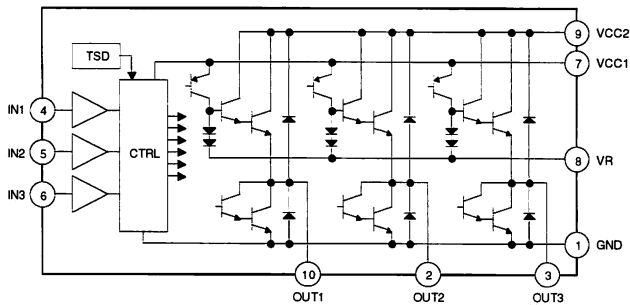 9 VCC2
TSD
7 VCC1
IN1 4
IN2 5
CTRL
8 VR
IN3 6
1 GND
10 2 3
OUT1 OUT2 OUT3